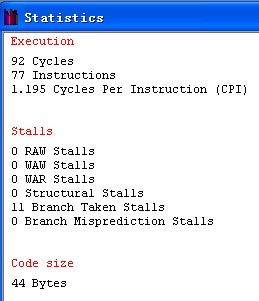 Statistics
Execution
92 Cycles
77 Instructions
1.195 Cycles Per Instruction (CPI)
Stalls
0 RAW Stalls
0 WAW Stalls
0 WAR Stalls
0 Structural Stalls
11 Branch Taken Stalls
0 Branch Misprediction Stalls
Code size
44 Bytes